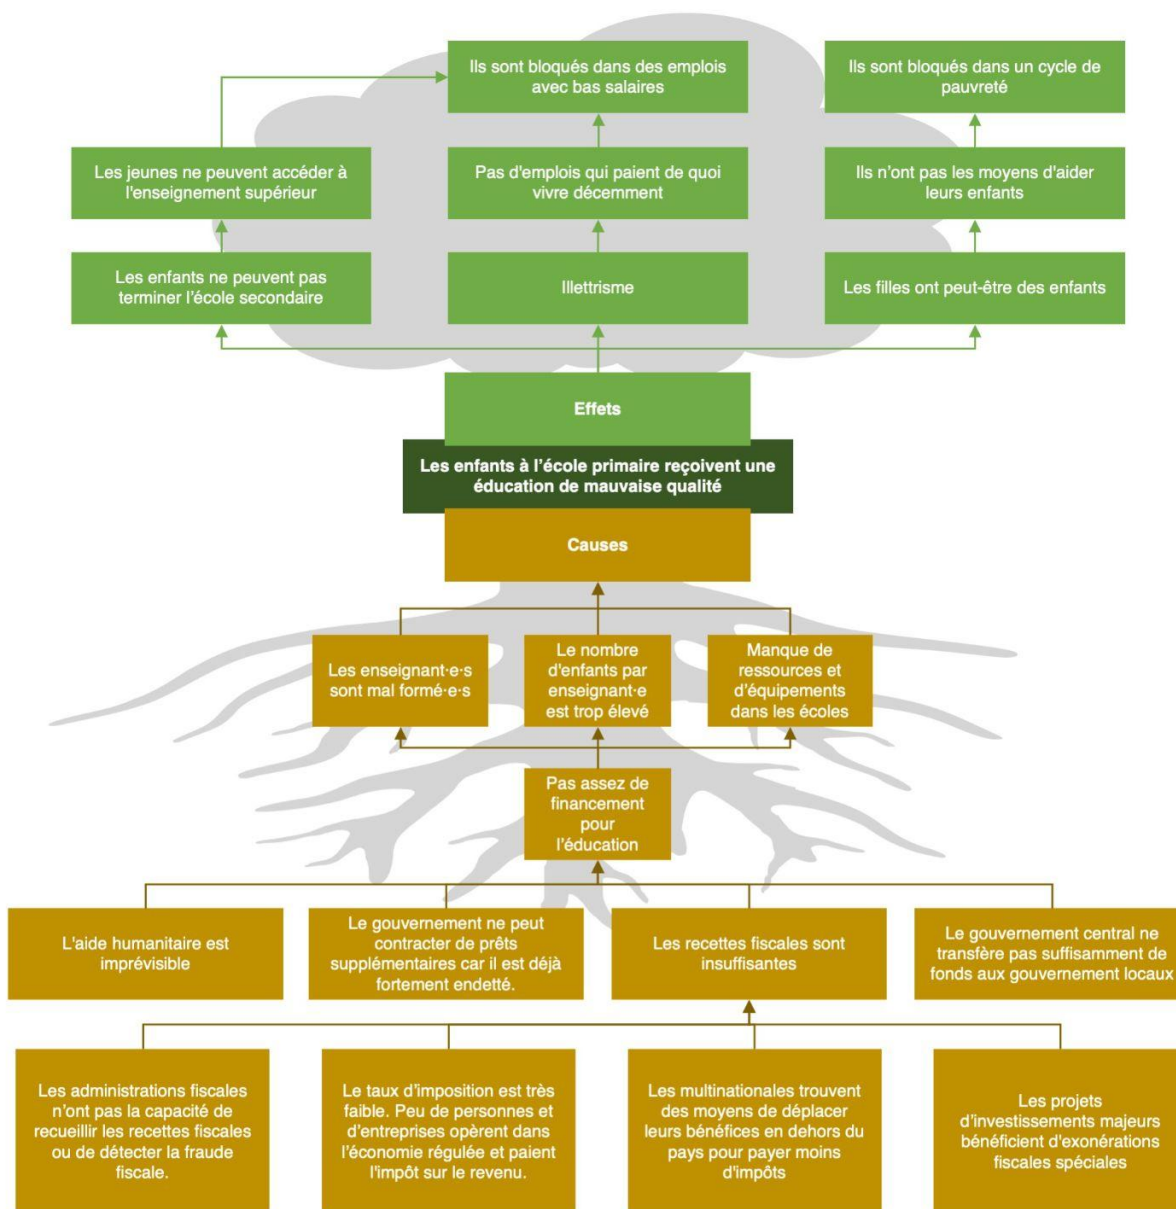 Ils sont bloqués dans des emplois
avec bas salaires
Ils sont bloqués dans un cycle de
pauvreté
Les jeunes ne peuvent accéder à
l'enseignement supérieur
Pas d'emplois qui paient de quoi
vivre décemment
Ils n'ont pas les moyens d'aider
leurs enfants
Les enfants ne peuvent pas
terminer l'école secondaire
Illettrisme
Les filles ont peut-être des enfants
Effets
Les enfants à l'école primaire reçoivent une
éducation de mauvaise qualité
Causes
Les enseignant·e·s
sont mal formé·e·s
Le nombre
d'enfants par
enseignant·e
est trop élevé
Manque de
ressources et
d'équipements
dans les écoles
Pas assez de
financement
pour
l'éducation
L'aide humanitaire est
imprévisible
Le gouvernement ne peut
contracter de prêts
supplémentaires car il est déjà
fortement endetté.
Les recettes fiscales sont
insuffisantes
Le gouvernement central ne
transfère pas suffisamment de
fonds aux gouvernement locaux
Les administrations fiscales
n'ont pas la capacité de
recueillir les recettes fiscales
ou de détecter la fraude
fiscale.
Le taux d'imposition est très
faible. Peu de personnes et
d'entreprises opèrent dans
l'économie régulée et paient
l'impôt sur le revenu.
Les multinationales trouvent
des moyens de déplacer
leurs bénéfices en dehors du
pays pour payer moins
d'impôts
Les projets
d'investissements majeurs
bénéficient d'exonérations
fiscales spéciales